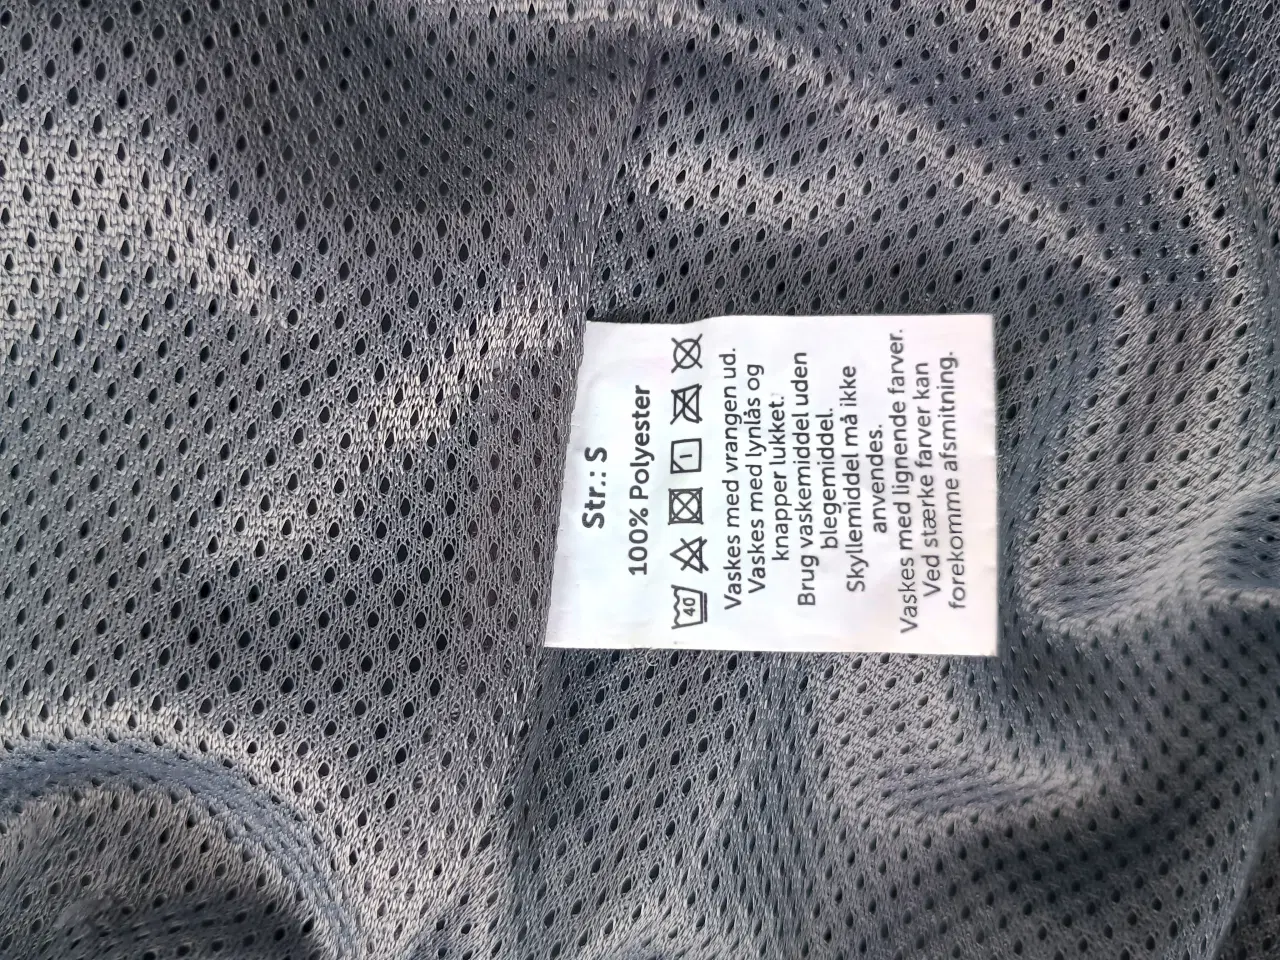 Str.: S
100% Polyester
40
Vaskes med vrangen ud.
Vaskes med lynlås og
knapper lukket.
Brug vaskemiddel uden
blegemiddel.
Skyllemiddel må ikke
anvendes.
Vaskes med lignende farver.
Ved stærke farver kan
forekomme afsmitning.